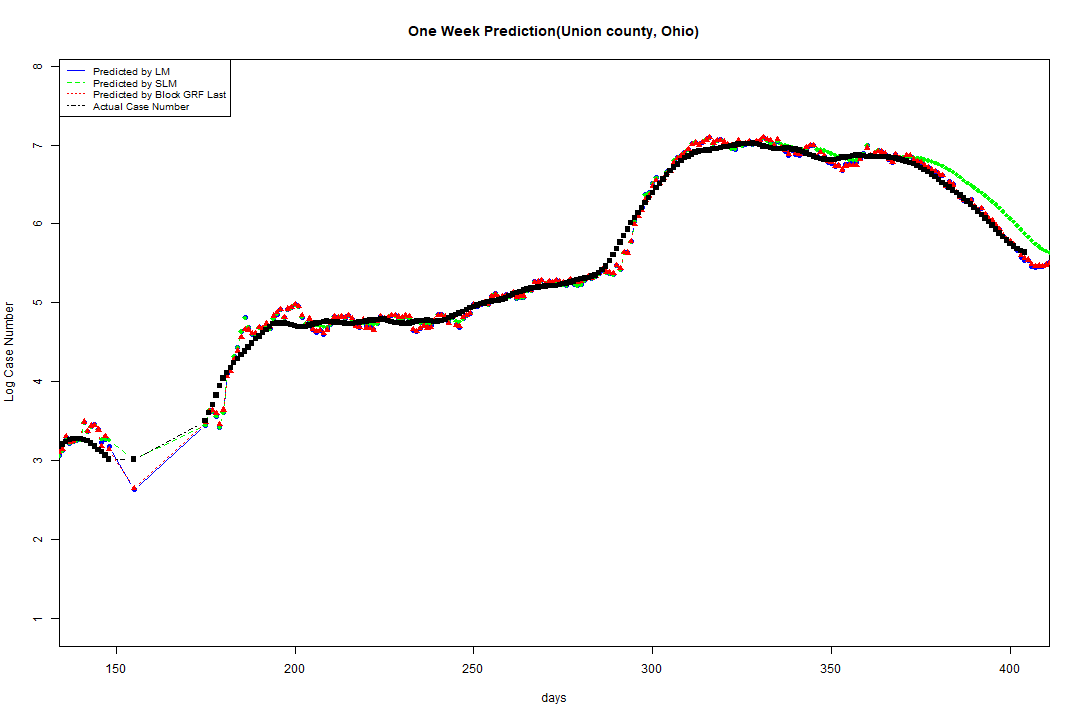 One Week Prediction(Union county, Ohio)
Predicted by LM
Predicted by SLM
Predicted by Block GRF Last
Actual Case Number
8
7
6
5
4
3
2
1
Log Case Number
150 200 250 300 350 400
days